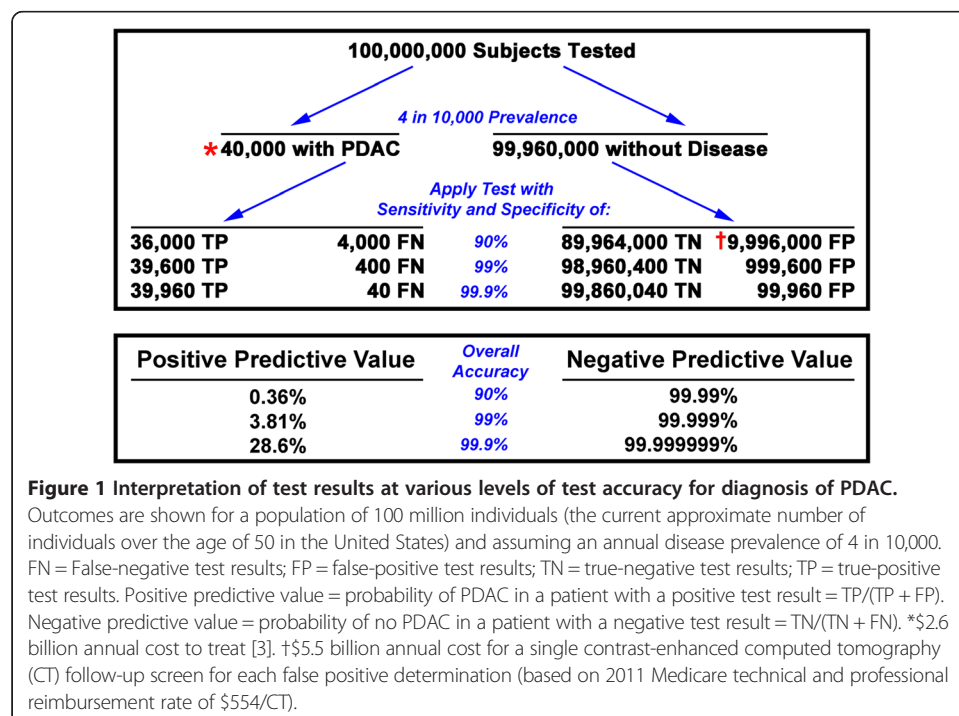 100,000,000 Subjects Tested
4 in 10,000 Prevalence
*40,000 with PDAC 99,960,000 without Disease
Apply Test with
Sensitivity and Specificity of:
36,000 TP 4,000 FN 90% 89,964,000 TN †9,996,000 FP
39,600 TP 400 FN 99% 98,960,400 TN 999,600 FP
39,960 TP 40 FN 99.9% 99,860,040 TN 99,960 FP
Positive Predictive Value Overall Accuracy Negative Predictive Value
0.36% 90% 99.99%
3.81% 99% 99.999%
28.6% 99.9% 99.999999%
Figure 1 Interpretation of test results at various levels of test accuracy for diagnosis of PDAC.
Outcomes are shown for a population of 100 million individuals (the current approximate number of
individuals over the age of 50 in the United States) and assuming an annual disease prevalence of 4 in 10,000.
FN = False-negative test results; FP = false-positive test results; TN = true-negative test results; TP = true-positive
test results. Positive predictive value = probability of PDAC in a patient with a positive test result = TP/(TP + FP).
Negative predictive value = probability of no PDAC in a patient with a negative test result = TN/(TN + FN). *$2.6
billion annual cost to treat [3]. †$5.5 billion annual cost for a single contrast-enhanced computed tomography
(CT) follow-up screen for each false positive determination (based on 2011 Medicare technical and professional
reimbursement rate of $554/CT).